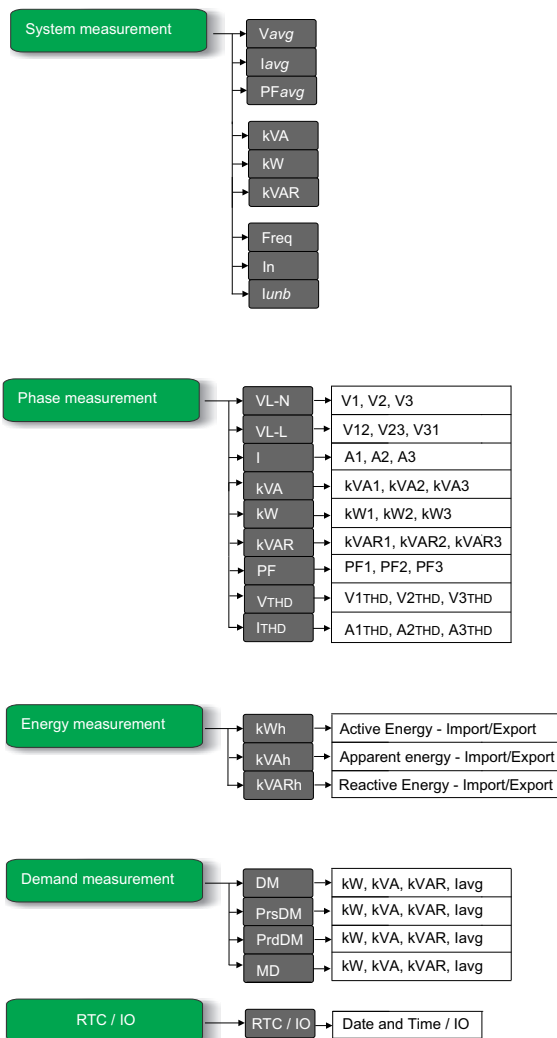 System measurement
Vavg
Iavg
PFavg
kVA
kW
kVAR
Freq
In
Iunb
Phase measurement
VL-N
V1, V2, V3
VL-L
V12, V23, V31
I
A1, A2, A3
kVA
kVA1, kVA2, kVA3
kW
kW1, kW2, kW3
kVAR
kVAR1, kVAR2, kVAR3
PF
PF1, PF2, PF3
VTHD
V1THD, V2THD, V3THD
ITHD
A1THD, A2THD, A3THD
Energy measurement
kWh
Active Energy - Import/Export
kVAh
Apparent energy - Import/Export
kVARh
Reactive Energy - Import/Export
Demand measurement
DM
kW, kVA, kVAR, Iavg
PrsDM
kW, kVA, kVAR, Iavg
PrdDM
kW, kVA, kVAR, Iavg
MD
kW, kVA, kVAR, Iavg
RTC / IO
RTC / IO
Date and Time / IO